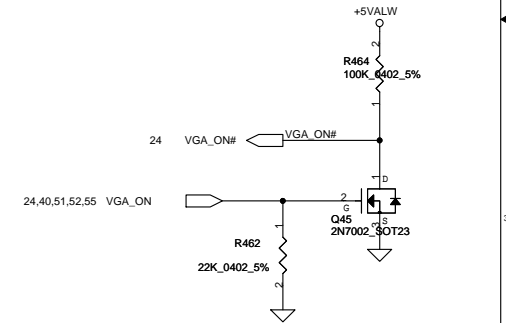 +5VALW
2
R464
100K_0402_5%
1
24 VGA_ON# VGA_ON#
1 D
24,40,51,52,55 VGA_ON
2
G
Q45
2N7002_SOT23
3 S
1
R462
22K_0402_5%
2
3